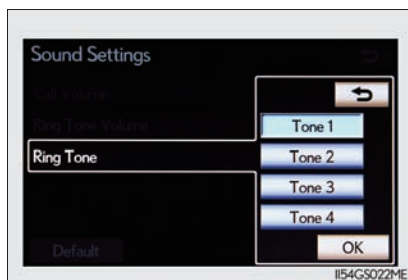 Sound Settings
Call Volume
Ring Tone Volume
Ring Tone
Tone 1
Tone 2
Tone 3
Tone 4
Default
OK
II54GS022ME